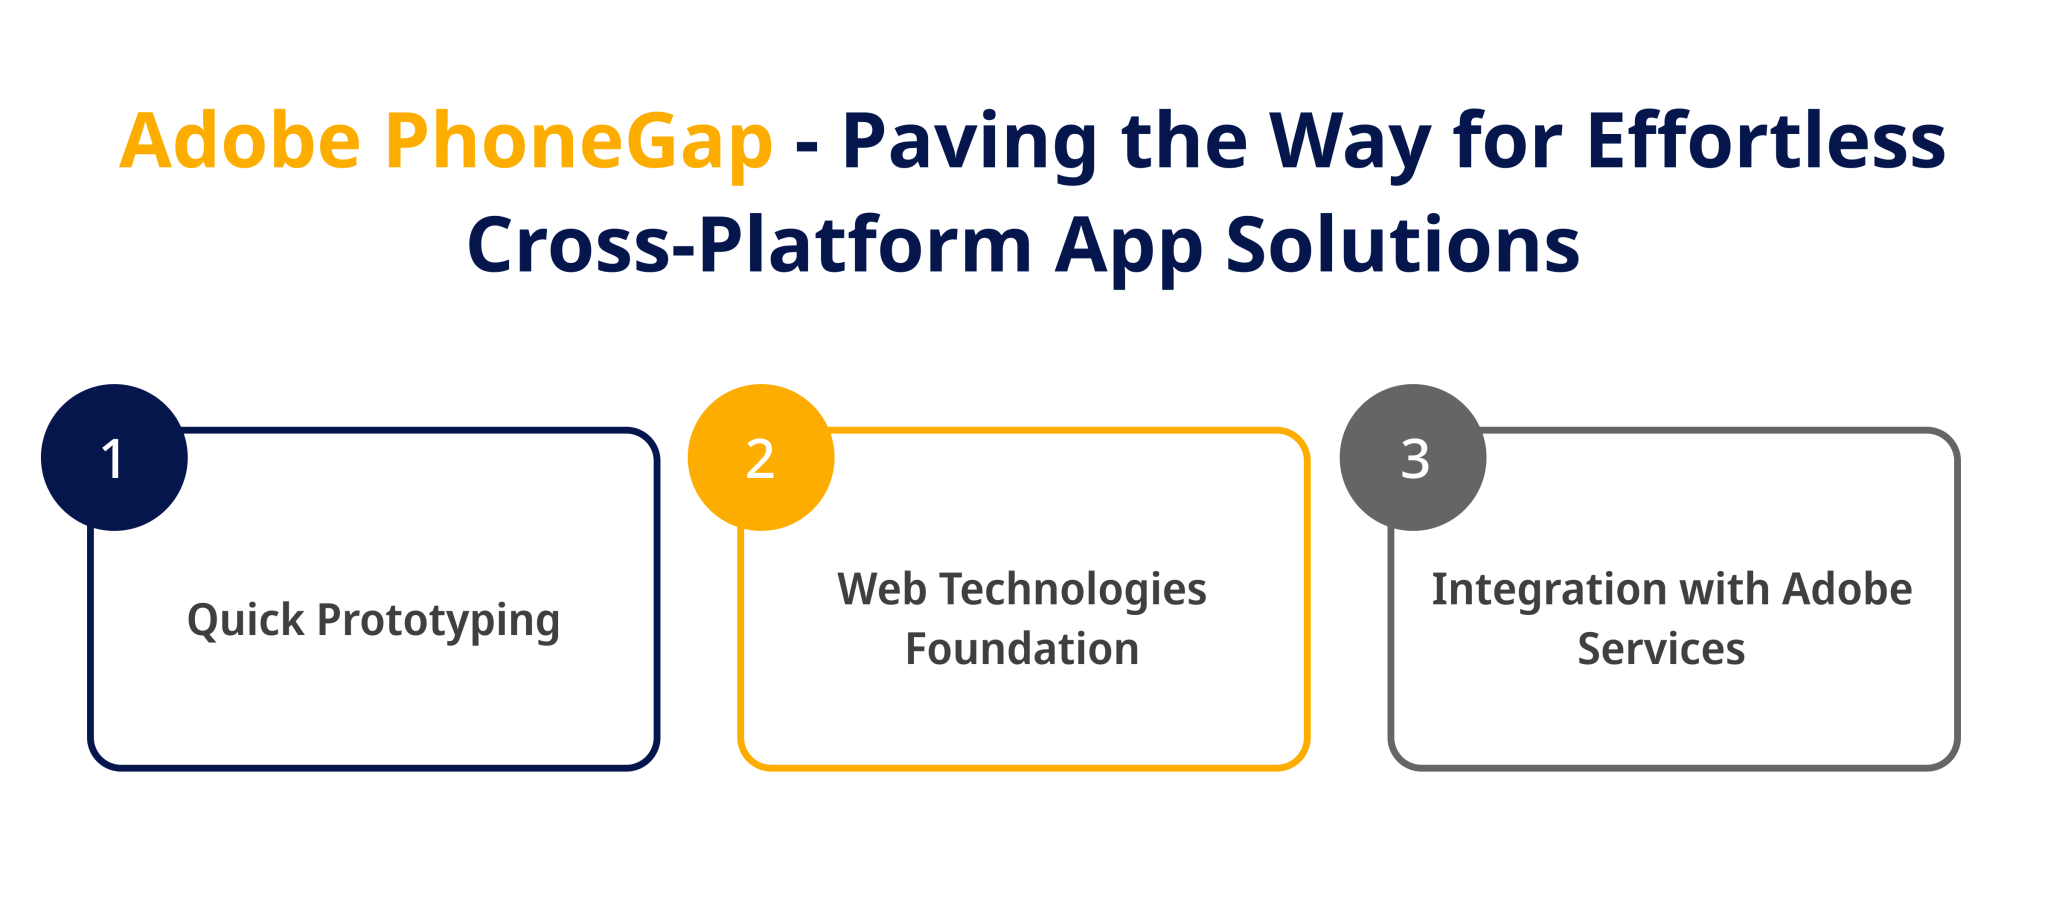 Adobe PhoneGap - Paving the Way for Effortless
Cross-Platform App Solutions
1
Quick Prototyping
2
Web Technologies
Foundation
3
Integration with Adobe
Services